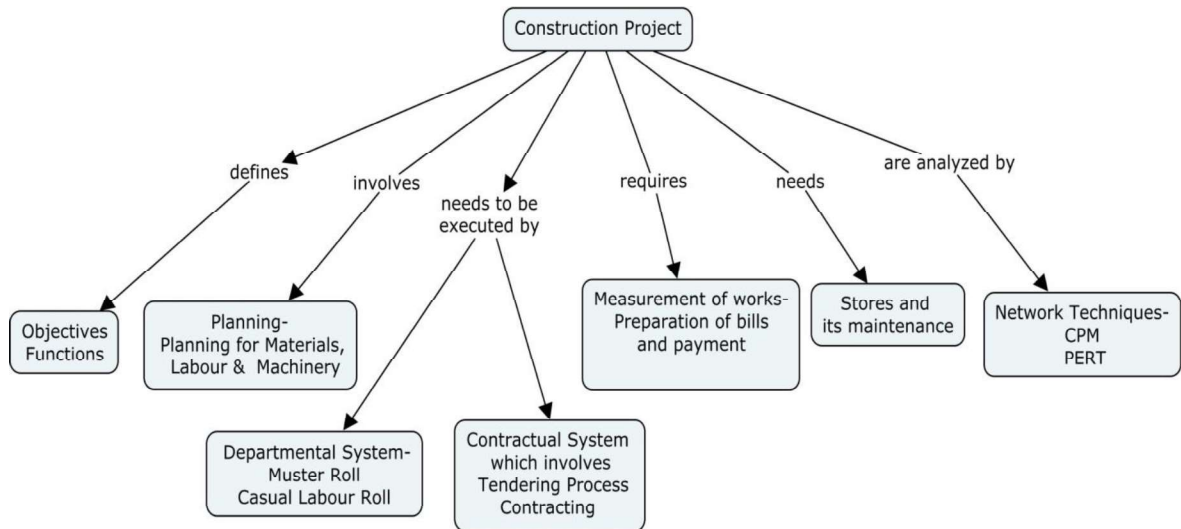 Construction Project
defines
involves
needs to be
executed by
requires
needs
are analyzed by
Objectives
Functions
Planning-
Planning for Materials,
Labour & Machinery
Departmental System-
Muster Roll
Casual Labour Roll
Contractual System
which involves
Tendering Process
Contracting
Measurement of works-
Preparation of bills
and payment
Stores and
its maintenance
Network Techniques-
CPM
PERT